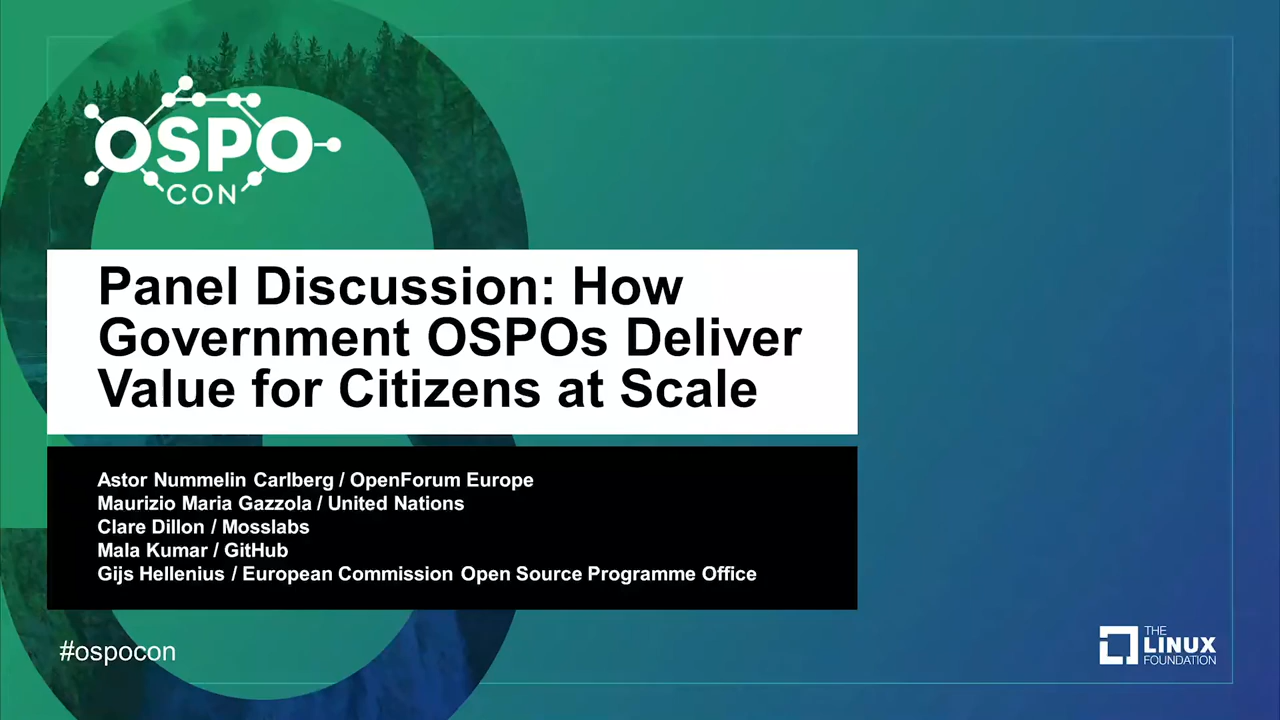 OSPO
CON
Panel Discussion: How
Government OSPOs Deliver
Value for Citizens at Scale
Astor Nummelin Carlberg / OpenForum Europe
Maurizio Maria Gazzola / United Nations
Clare Dillon / Mosslabs
Mala Kumar / GitHub
Gijs Hellenius / European Commission Open Source Programme Office
#ospocon
THE
LINUX
FOUNDATION